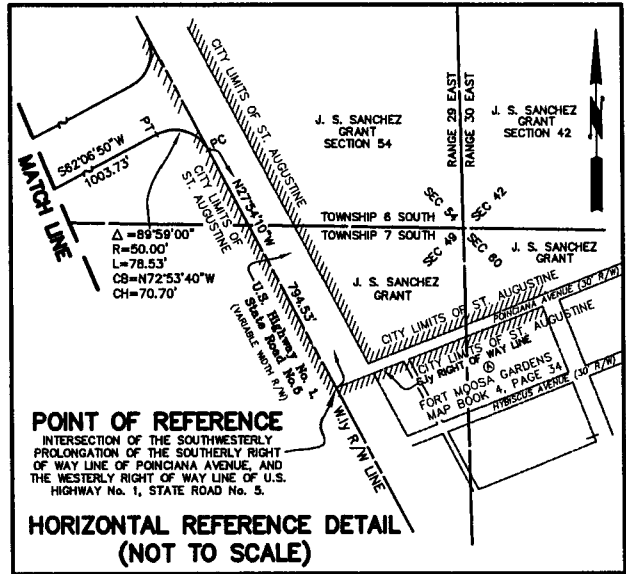 CITY LIMITS OF ST. AUGUSTINE
J. S. SANCHEZ
GRANT
SECTION 54
RANGE 29 EAST
RANGE 30 EAST
J. S. SANCHEZ
GRANT
SECTION 42
N
PT
PC
S62°06'50"W
1003.73'
MATCH LINE
N27°54'10"W
CITY LIMITS OF
ST. AUGUSTINE
SEC 54
SEC 42
TOWNSHIP 6 SOUTH
TOWNSHIP 7 SOUTH
SEC 49
SEC 60
Δ =89°59'00"
R=50.00'
L=78.53'
CB=N72°53'40"W
CH=70.70'
J. S. SANCHEZ
GRANT
J. S. SANCHEZ
GRANT
794.53'
U.S. Highway No. 1,
State Road No.5
(VARIABLE WIDTH R/W)
CITY LIMITS OF ST. AUGUSTINE
POINCIANA AVENUE (30' R/W)
CITY LIMITS OF ST. AUGUSTINE
S'ly RIGHT OF WAY LINE
A
FORT MOOSA GARDENS
MAP BOOK 4, PAGE 34
HYBISCUS AVENUE (30' R/W)
W'ly R/W LINE
POINT OF REFERENCE
INTERSECTION OF THE SOUTHWESTERLY
PROLONGATION OF THE SOUTHERLY RIGHT
OF WAY LINE OF POINCIANA AVENUE, AND
THE WESTERLY RIGHT OF WAY LINE OF U.S.
HIGHWAY No. 1, STATE ROAD No. 5.
HORIZONTAL REFERENCE DETAIL
(NOT TO SCALE)